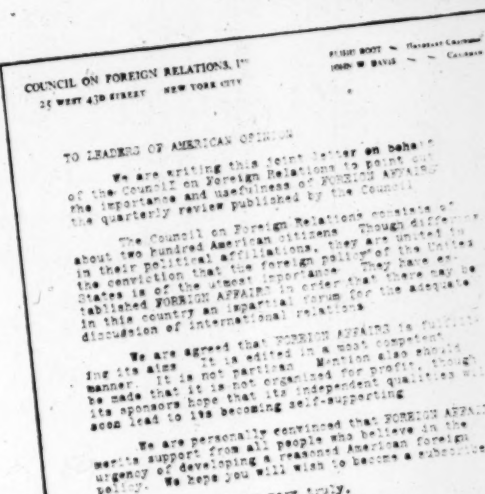 COUNCIL ON FOREIGN RELATIONS,
25 WEST 43D STREET NEW YORK CITY
ELIHU ROOT — HONORARY CHAIRMAN
JOHN W DAVIS — CHAIRMAN
TO LEADERS OF AMERICAN OPINION
We are writing this joint letter on behalf
of the Council on Foreign Relations to point out
the importance and usefulness of FOREIGN AFFAIRS
the quarterly review published by the Council
The Council on Foreign Relations consists of
about two hundred American citizens Though differing
in their political affiliations, they are united in
the conviction that the foreign policy of the United
States is of the utmost importance They have es-
tablished FOREIGN AFFAIRS in order that there may be
in this country an impartial forum for the adequate
discussion of international relations
We are agreed that FOREIGN AFFAIRS is fulfill-
ing its aims It is edited in a most competent
manner. It is not partisan Mention also should
be made that it is not organized for profit, though
its sponsors hope that its independent qualities will
soon lead to its becoming self-supporting
We are personally convinced that FOREIGN AFFAI
merits support from all people who believe in the
urgency of developing a reasoned American foreign
policy. We hope you will wish to become a subscribe
truly,